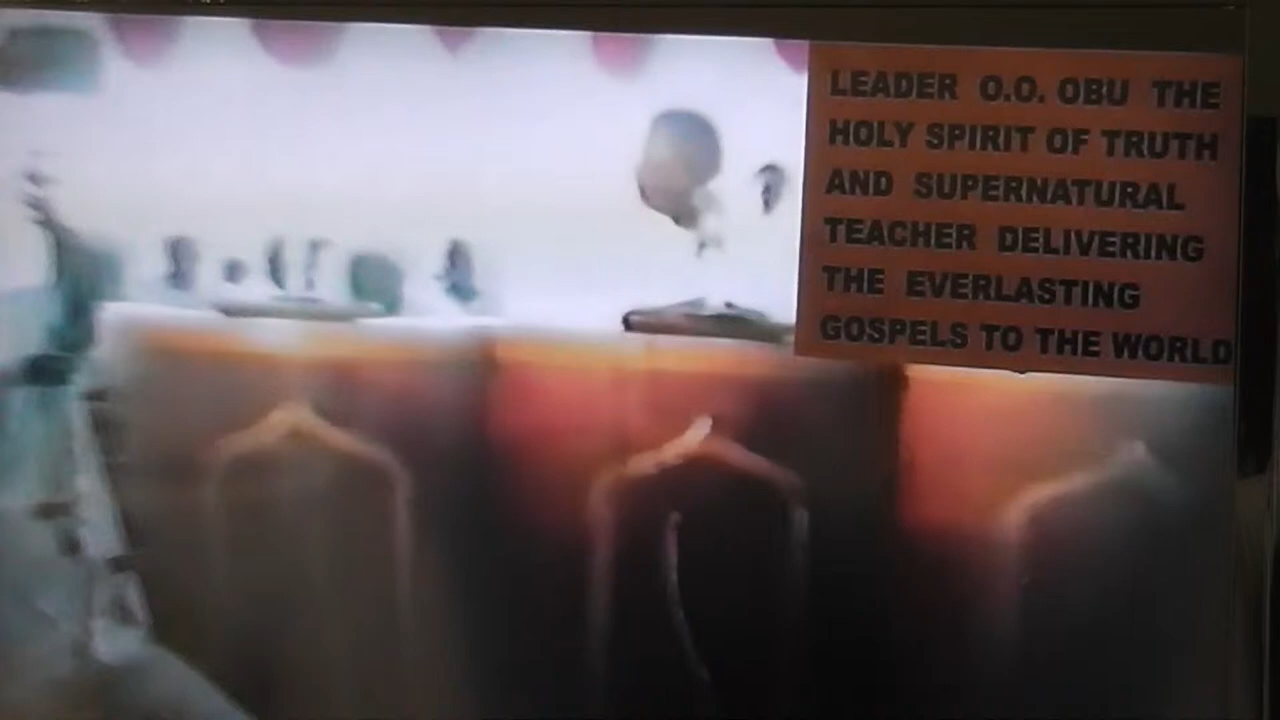 LEADER O.O. OBU THE
HOLY SPIRIT OF TRUTH
AND SUPERNATURAL
TEACHER DELIVERING
THE EVERLASTING
GOSPELS TO THE WORLD